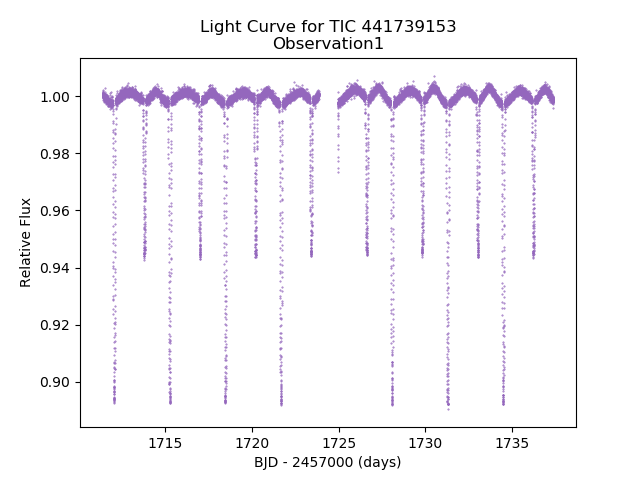 Light Curve for TIC 441739153
Observation1
1.00
0.98
0.96
0.94
0.92
0.90
Relative Flux
1715
1720
1725
1730
1735
BJD - 2457000 (days)